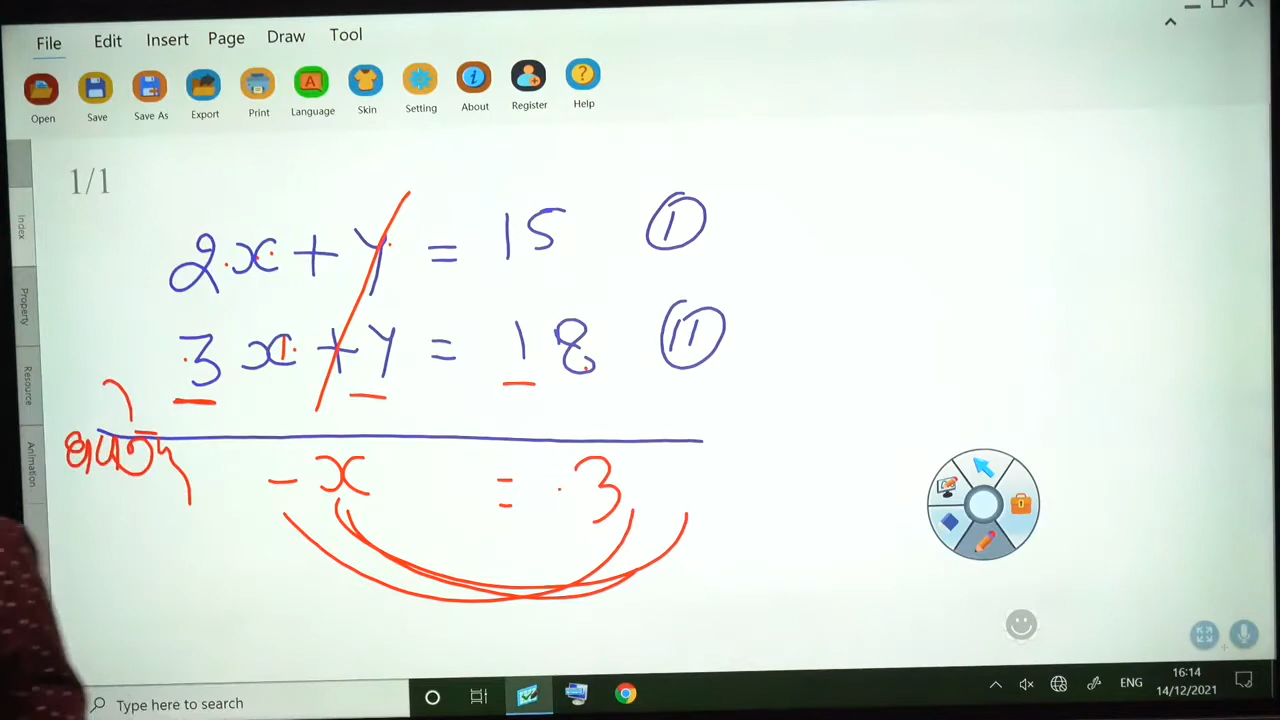 File Edit Insert Page Draw Tool
Open Save Save As Export Print Language Skin Setting About Register Help
1/1
Index
Property
Resource
Animation
2x + y = 15 I
3x + y = 18 II
- x = 3
Type here to search
ENG
16:14
14/12/2021